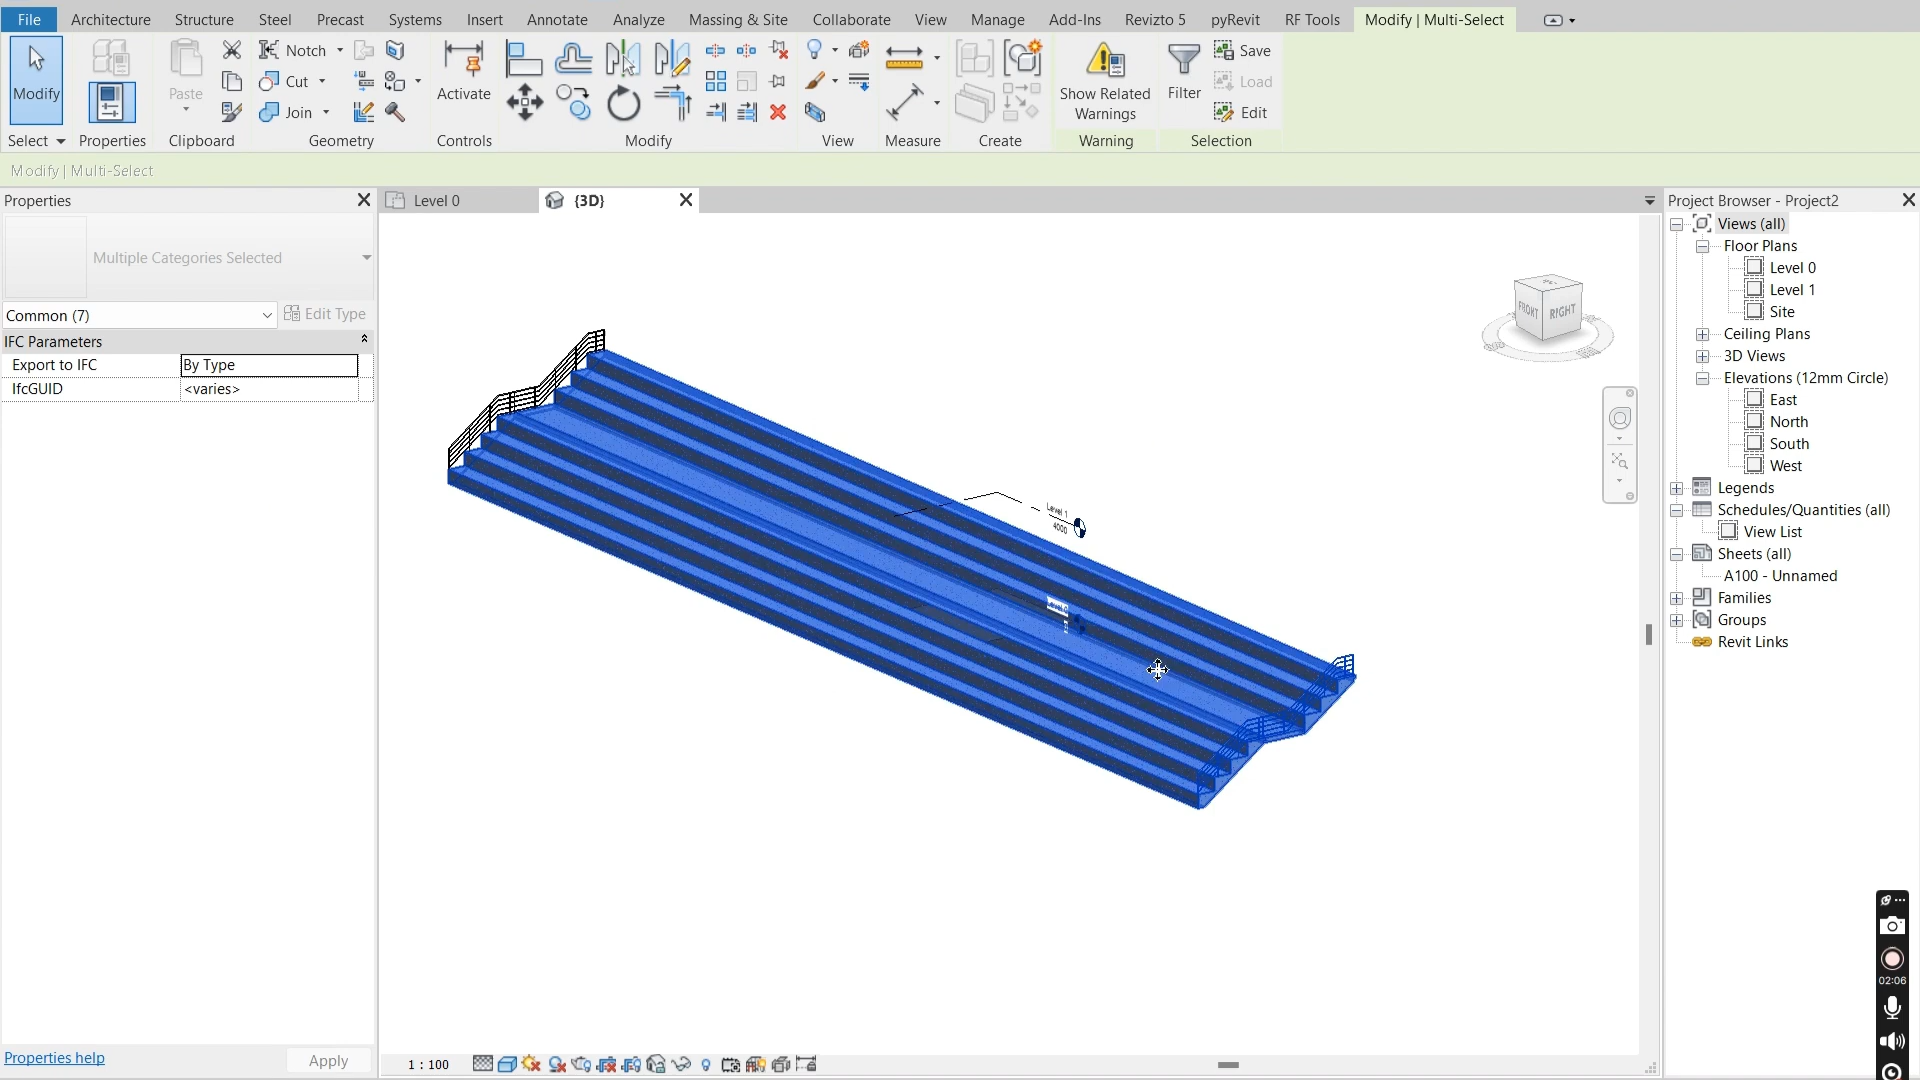 File Architecture Structure Steel Precast Systems Insert Annotate Analyze Massing & Site Collaborate View Manage Add-Ins Revizto 5 pyRevit RF Tools Modify | Multi-Select
Modify Paste Notch Cut Join Activate Show Related Warnings Filter Save Load Edit
Select Properties Clipboard Geometry Controls Modify View Measure Create Warning Selection
Modify | Multi-Select
Properties
Multiple Categories Selected
Common (7) Edit Type
IFC Parameters
Export to IFC By Type
IfcGUID <varies>
Properties help Apply
Level 0 {3D}
FRONT RIGHT
Level 1
4000
1 : 100
Project Browser - Project2
Views (all)
Floor Plans
Level 0
Level 1
Site
Ceiling Plans
3D Views
Elevations (12mm Circle)
East
North
South
West
Legends
Schedules/Quantities (all)
View List
Sheets (all)
A100 - Unnamed
Families
Groups
Revit Links
02:06